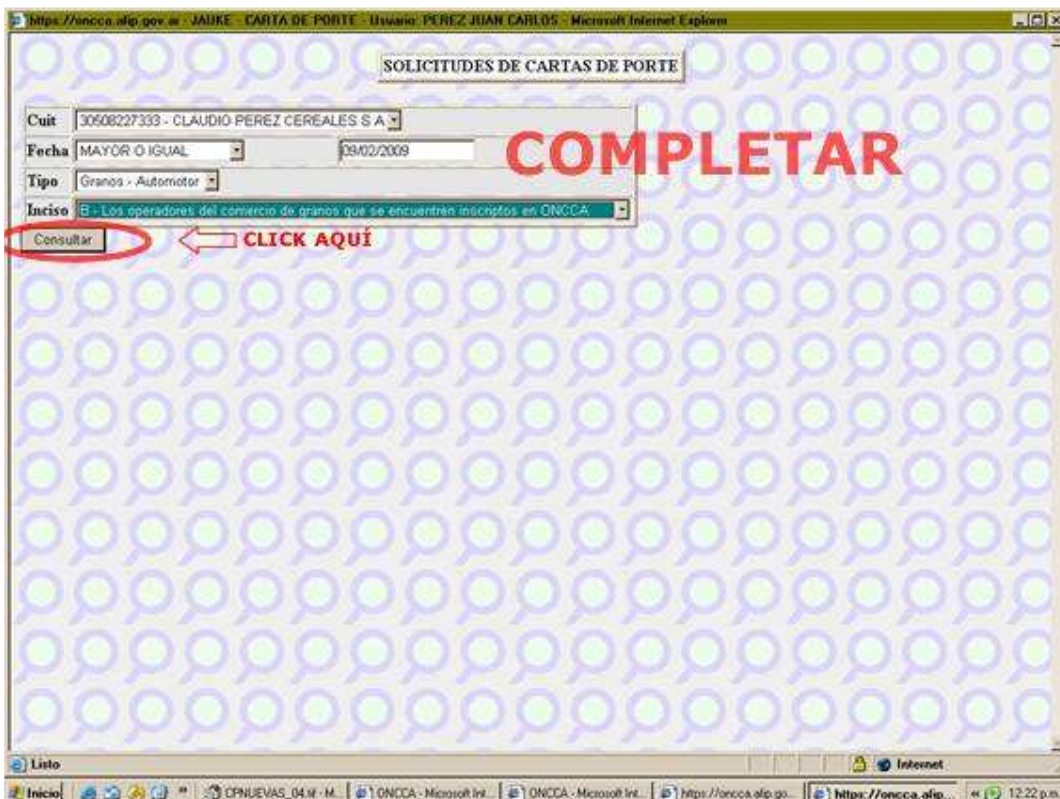 https://oncca.afip.gov.ar - JAUKE - CARTA DE PORTE - Usuario: PEREZ JUAN CARLOS - Microsoft Internet Explorer
SOLICITUDES DE CARTAS DE PORTE
Cuit 30508227333 - CLAUDIO PEREZ CEREALES S A
Fecha MAYOR O IGUAL 09/02/2009
COMPLETAR
Tipo Granos - Automotor
Inciso B - Los operadores del comercio de granos que se encuentren inscriptos en ONCCA
Consultar CLICK AQUÍ
Listo Internet
Inicio CPNUEVAS_04.tif - M... ONCCA - Microsoft Int... ONCCA - Microsoft Int... https://oncca.afip.go... https://oncca.afip... 12:22 p.m.